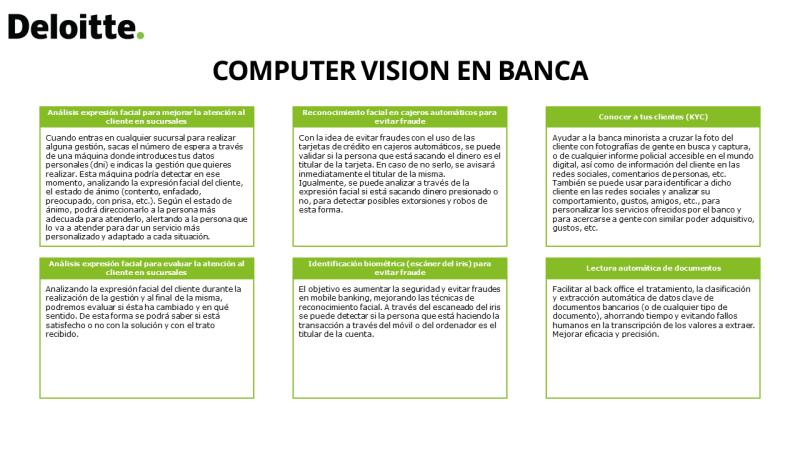 Deloitte.
COMPUTER VISION EN BANCA
Análisis expresión facial para mejorar la atención al
cliente en sucursales
Cuando entras en cualquier sucursal para realizar
alguna gestión, sacas el número de espera a través
de una máquina donde introduces tus datos
personales (dni) e indicas la gestión que quieres
realizar. Esta máquina podría detectar en ese
momento, analizando la expresión facial del cliente,
el estado de ánimo (contento, enfadado,
preocupado, con prisa, etc.). Según el estado de
ánimo, podrá direccionarlo a la persona más
adecuada para atenderlo, alertando a la persona que
lo va a atender para dar un servicio más
personalizado y adaptado a cada situación.
Reconocimiento facial en cajeros automáticos para
evitar fraude
Con la idea de evitar fraudes con el uso de las
tarjetas de crédito en cajeros automáticos, se puede
validar si la persona que está sacando el dinero es el
titular de la tarjeta. En caso de no serlo, se avisará
inmediatamente el titular de la misma.
Igualmente, se puede analizar a través de la
expresión facial si está sacando dinero presionado o
no, para detectar posibles extorsiones y robos de
esta forma.
Conocer a tus clientes (KYC)
Ayudar a la banca minorista a cruzar la foto del
cliente con fotografías de gente en busca y captura,
o de cualquier informe policial accesible en el mundo
digital, así como de información del cliente en las
redes sociales, comentarios de personas, etc.
También se puede usar para identificar a dicho
cliente en las redes sociales y analizar su
comportamiento, gustos, amigos, etc., para
personalizar los servicios ofrecidos por el banco y
para acercarse a gente con similar poder adquisitivo,
gustos, etc.
Análisis expresión facial para evaluar la atención al
cliente en sucursales
Analizando la expresión facial del cliente durante la
realización de la gestión y al final de la misma,
podremos evaluar si ésta ha cambiado y en qué
sentido. De esta forma se podrá saber si está
satisfecho o no con la solución y con el trato
recibido.
Identificación biométrica (escáner del iris) para
evitar fraude
El objetivo es aumentar la seguridad y evitar fraudes
en mobile banking, mejorando las técnicas de
reconocimiento facial. A través del escaneado del iris
se puede detectar si la persona que está haciendo la
transacción a través del móvil o del ordenador es el
titular de la cuenta.
Lectura automática de documentos
Facilitar al back office el tratamiento, la clasificación
y extracción automática de datos clave de
documentos bancarios (o de cualquier tipo de
documento), ahorrando tiempo y evitando fallos
humanos en la transcripción de los valores a extraer.
Mejorar eficacia y precisión.